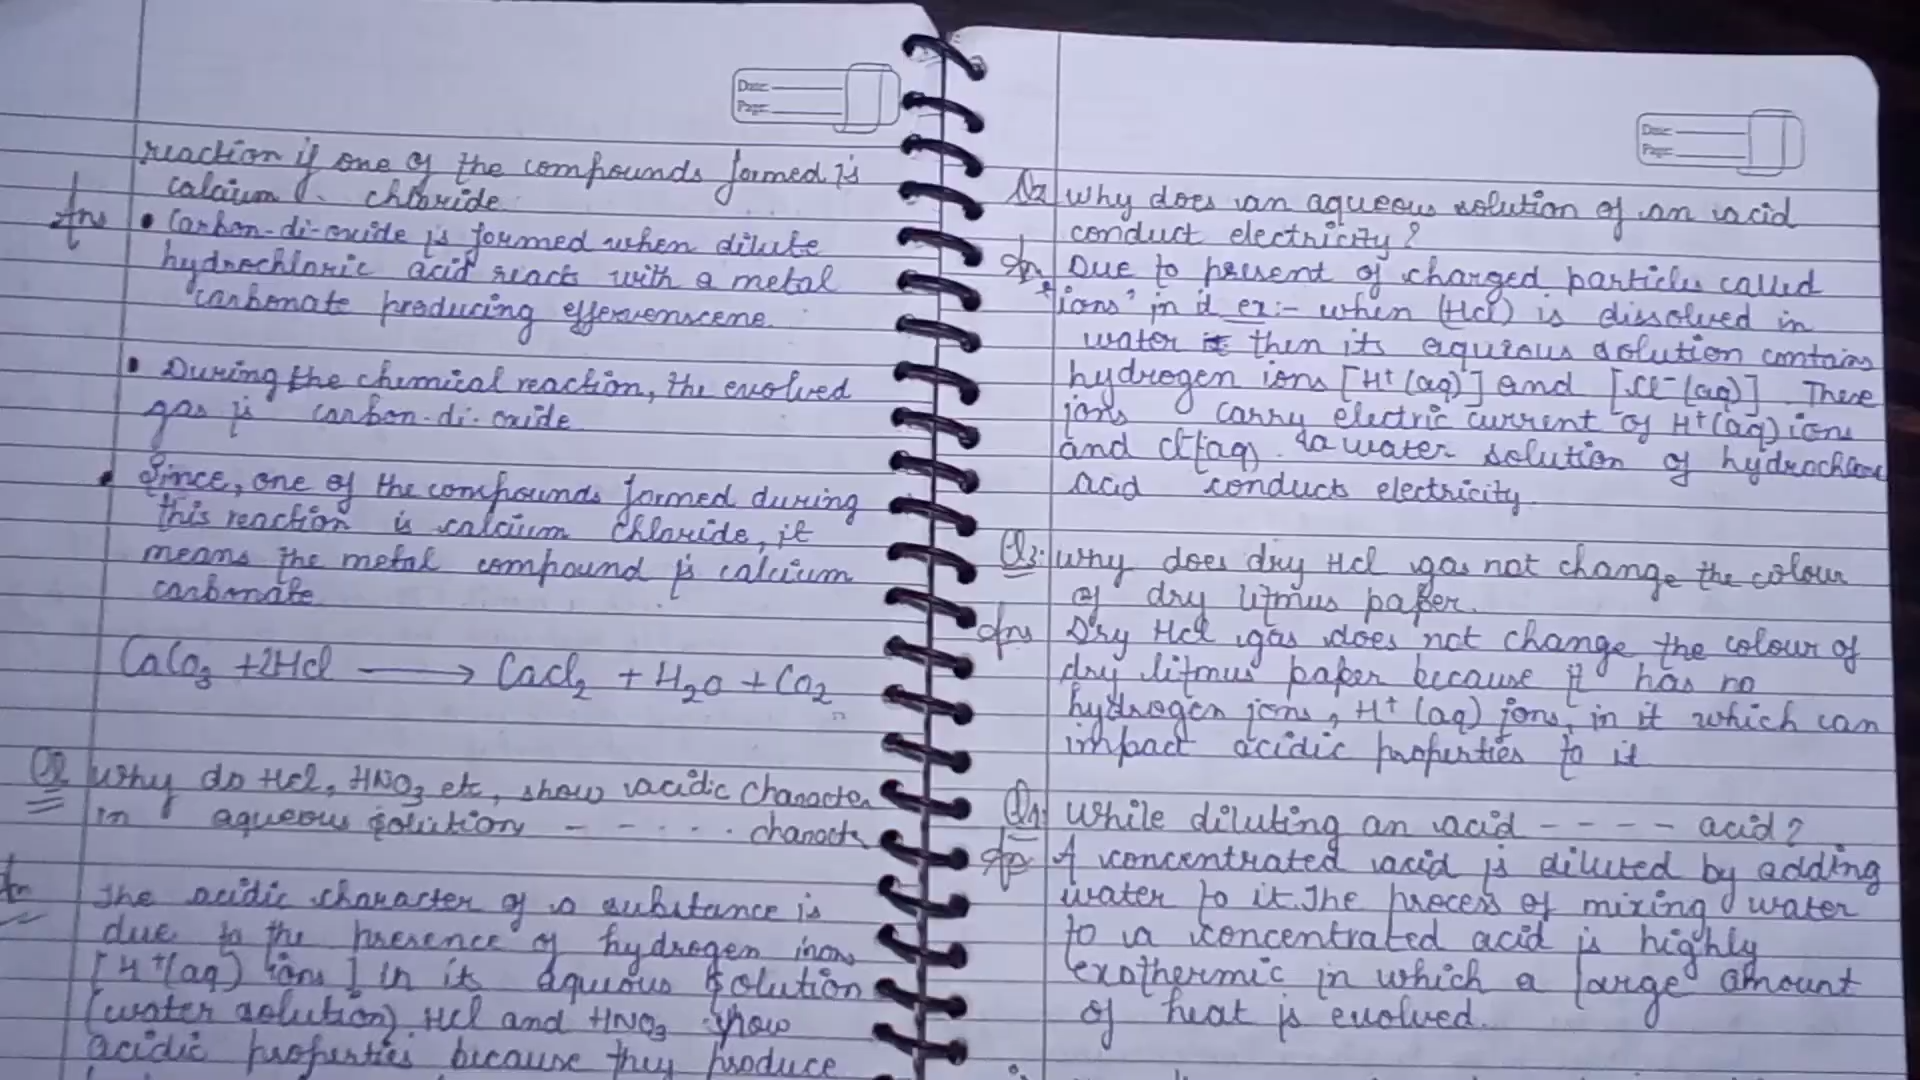 Date:
Page:
reaction if one of the compounds formed is
calcium chloride
Ans • Carbon-di-oxide is formed when dilute
hydrochloric acid reacts with a metal
carbonate producing effervenscene.
• During the chemical reaction, the evolved
gas is carbon-di-oxide
• Since, one of the compounds formed during
this reaction is calcium chloride, it
means the metal compound is calcium
carbonate
CaCO3 + 2HCl ⟶ CaCl2 + H2O + CO2
Q2 Why do HCl, HNO3 etc, show acidic character
in aqueous solution - - - - - characte
Ans The acidic character of a substance is
due to the presence of hydrogen inons
[H+(aq) ions] in its aqueous solution
(water solution). HCl and HNO3 show
acidic properties because they produce
Date:
Page:
Q2 Why does an aqueous solution of an acid
conduct electricity?
Ans Due to present of charged particles called
'ions' in it ex:- when (HCl) is dissolved in
water then its aqurous solution contains
hydrogen ions [H+(aq)] and [Cl-(aq)]. These
ions carry electric current of H+(aq) ions
and Cl-(aq). water solution of hydrochloric
acid conducts electricity.
Q3. Why does dry HCl gas not change the colour
of dry litmus paper.
Ans Dry HCl gas does not change the colour of
dry litmus paper because it has no
hydrogen ions, H+ (aq) ions, in it which can
impact acidic properties to it
While diluting an acid - - - - acid?
Ans A concentrated acid is diluted by adding
water to it. The process of mixing water
to a concentrated acid is highly
exothermic in which a large amount
of heat is evolved.